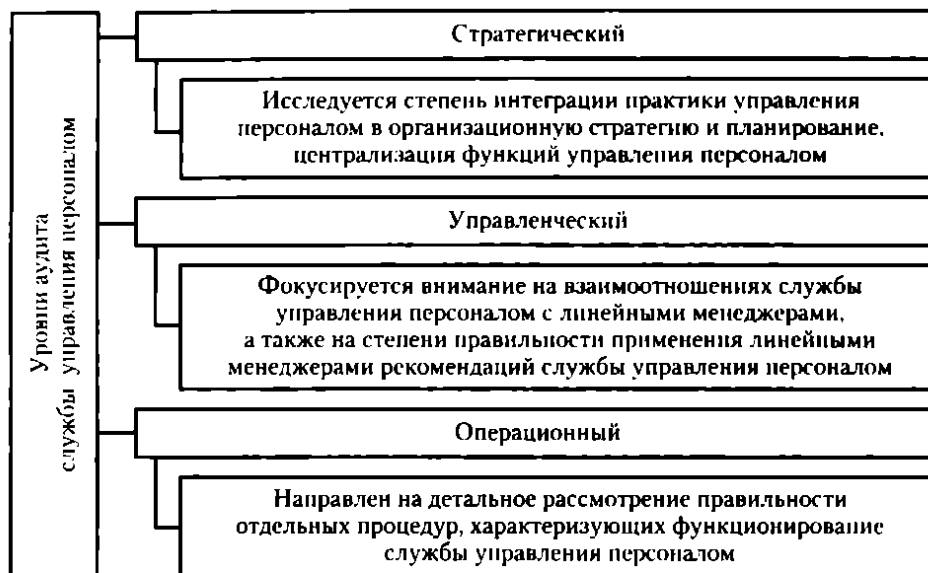 Уровни аудита
службы управления персоналом
Стратегический
Исследуется степень интеграции практики управления
персоналом в организационную стратегию и планирование,
централизация функций управления персоналом
Управленческий
Фокусируется внимание на взаимоотношениях службы
управления персоналом с линейными менеджерами,
а также на степени правильности применения линейными
менеджерами рекомендаций службы управления персоналом
Операционный
Направлен на детальное рассмотрение правильности
отдельных процедур, характеризующих функционирование
службы управления персоналом